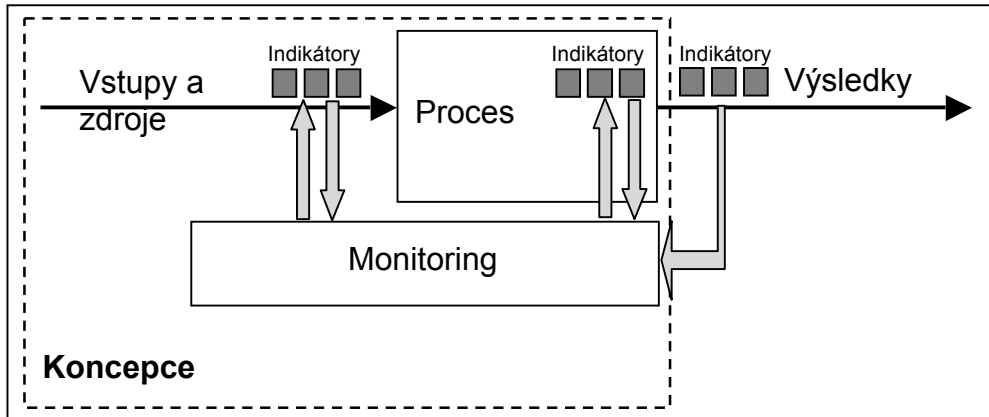 Indikátory
Indikátory
Indikátory
Vstupy a
zdroje
Proces
Výsledky
Monitoring
Koncepce